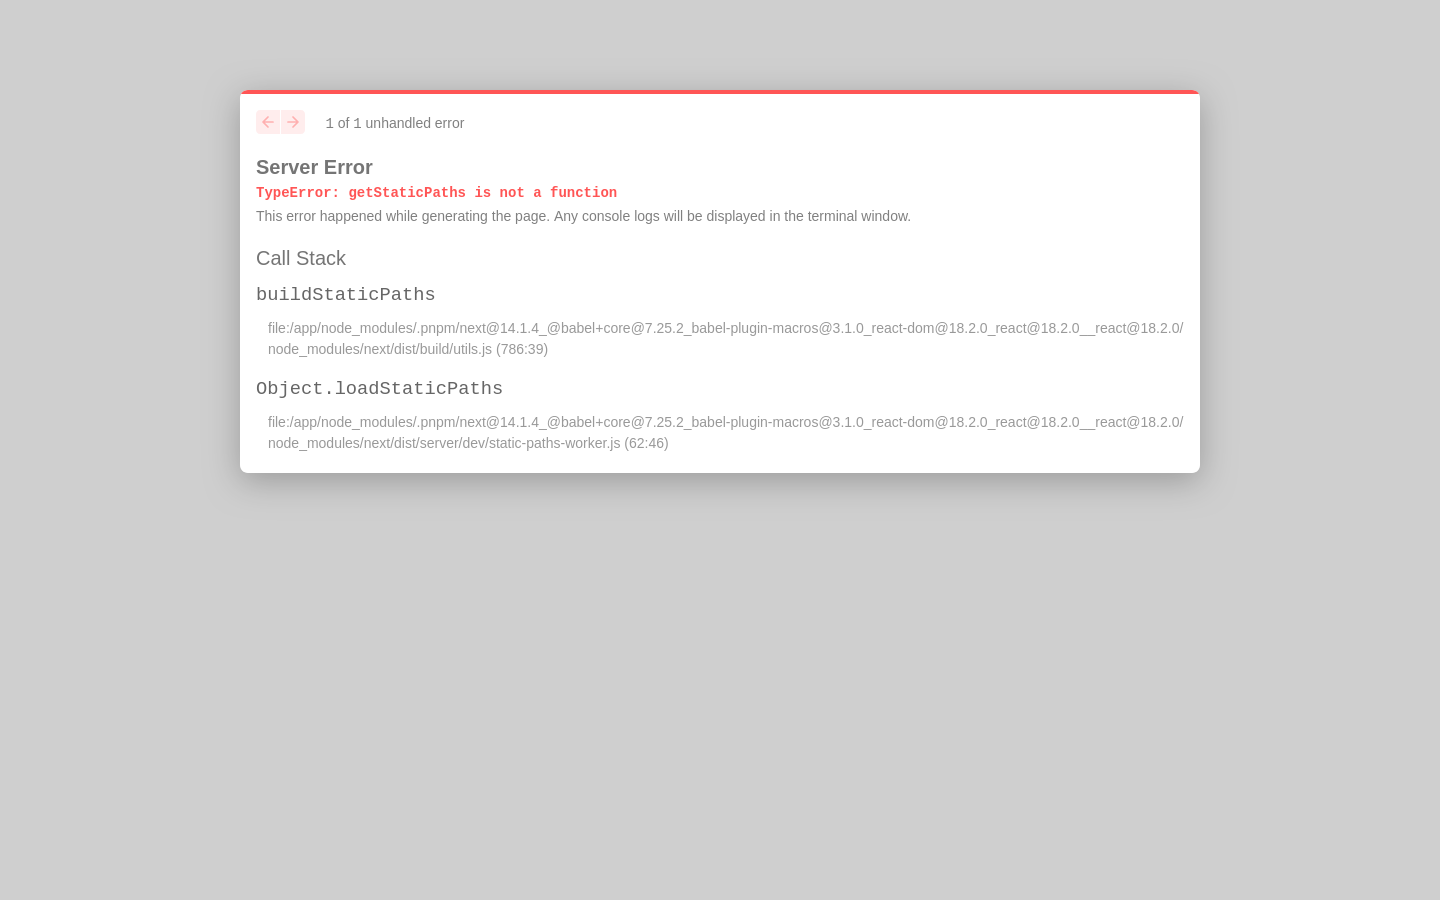 1 of 1 unhandled error
Server Error
TypeError: getStaticPaths is not a function
This error happened while generating the page. Any console logs will be displayed in the terminal window.
Call Stack
buildStaticPaths
file:/app/node_modules/.pnpm/next@14.1.4_@babel+core@7.25.2_babel-plugin-macros@3.1.0_react-dom@18.2.0_react@18.2.0__react@18.2.0/
node_modules/next/dist/build/utils.js (786:39)
Object.loadStaticPaths
file:/app/node_modules/.pnpm/next@14.1.4_@babel+core@7.25.2_babel-plugin-macros@3.1.0_react-dom@18.2.0_react@18.2.0__react@18.2.0/
node_modules/next/dist/server/dev/static-paths-worker.js (62:46)